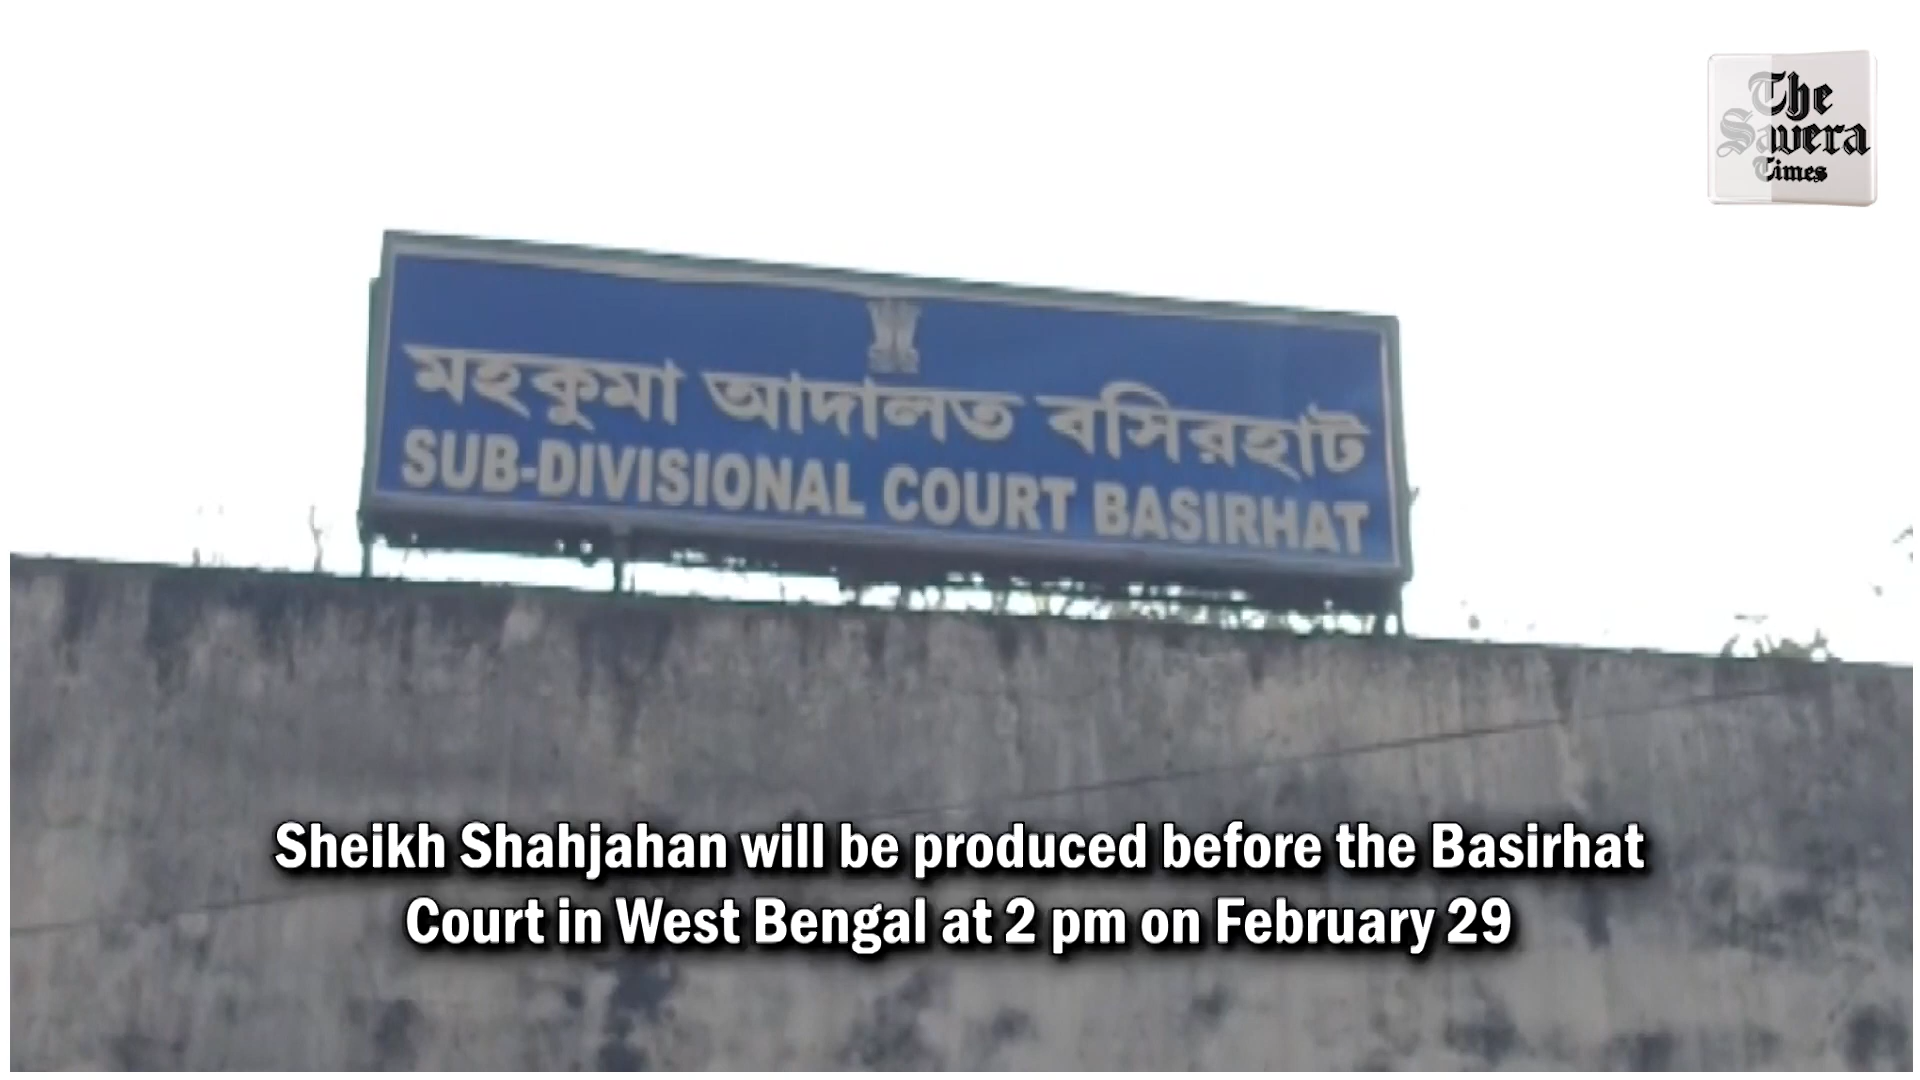 The
Savera
Times
মহকুমা আদালত বসিরহাট
SUB-DIVISIONAL COURT BASIRHAT
Sheikh Shahjahan will be produced before the Basirhat
Court in West Bengal at 2 pm on February 29